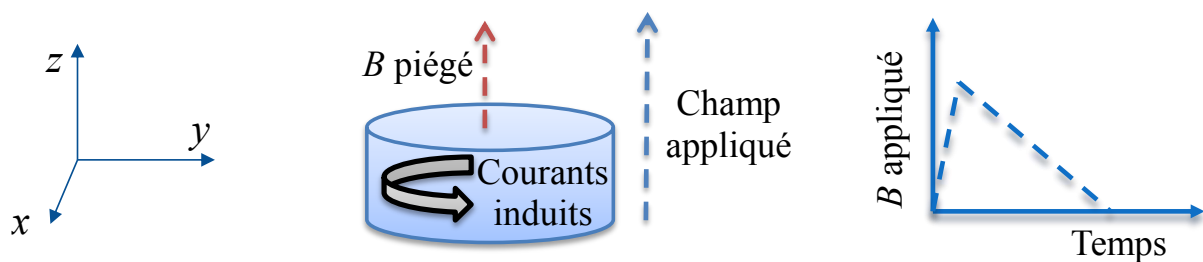 z
y
x
B piégé
Champ
appliqué
Courants
induits
B appliqué
Temps